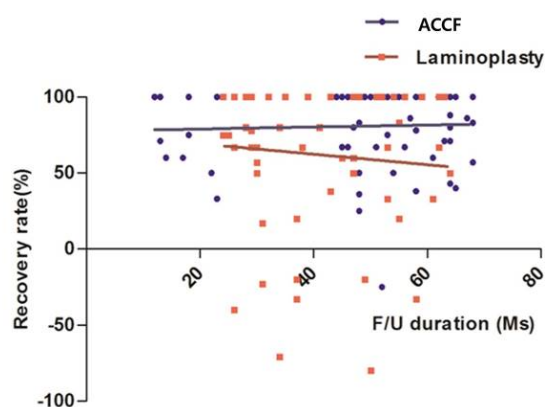 ACCF
Laminoplasty
100
50
0
-50
-100
20
40
60
80
Recovery rate(%)
F/U duration (Ms)